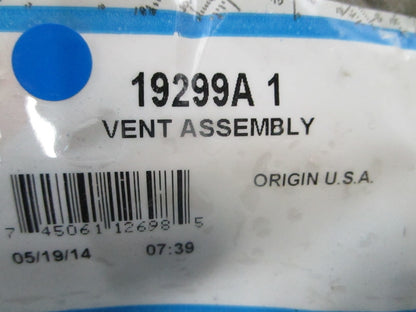 19299A 1
VENT ASSEMBLY
ORIGIN U.S.A.
7 45061 12698 5
05/19/14 07:39